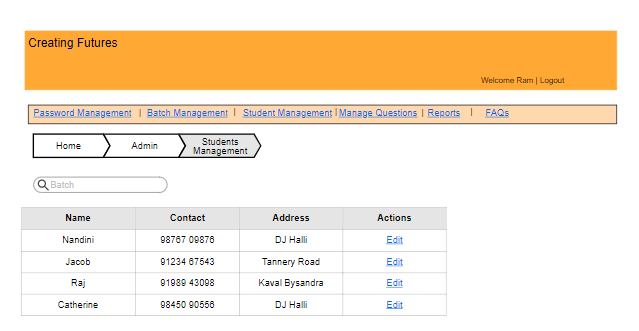 Creating Futures
Welcome Ram | Logout
Password Management | Batch Management | Student Management | Manage Questions | Reports | FAQs
Home Admin Students Management
Batch
Name Contact Address Actions
Nandini 98767 09876 DJ Halli Edit
Jacob 91234 67543 Tannery Road Edit
Raj 91989 43098 Kaval Bysandra Edit
Catherine 98450 90556 DJ Halli Edit